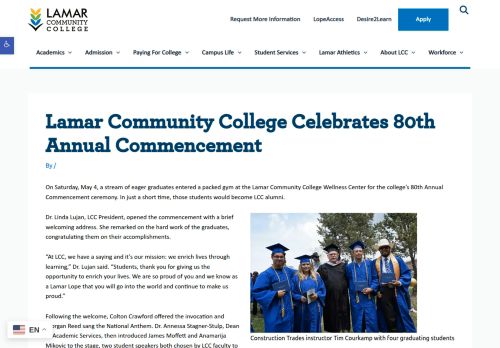 LAMAR
COMMUNITY
COLLEGE
Request More Information LopeAccess Desire2Learn Apply
Academics Admission Paying For College Campus Life Student Services Lamar Athletics About LCC Workforce
Lamar Community College Celebrates 80th
Annual Commencement
By /
On Saturday, May 4, a stream of eager graduates entered a packed gym at the Lamar Community College Wellness Center for the college's 80th Annual
Commencement ceremony. In just a short time, those students would become LCC alumni.
Dr. Linda Lujan, LCC President, opened the commencement with a brief
welcoming address. She remarked on the hard work of the graduates,
congratulating them on their accomplishments.
"At LCC, we have a saying and it's our mission: we enrich lives through
learning," Dr. Lujan said. "Students, thank you for giving us the
opportunity to enrich your lives. We are so proud of you and we know as
a Lamar Lope that you will go into the world and continue to make us
proud."
Following the welcome, Colton Crawford offered the invocation and
organ Reed sang the National Anthem. Dr. Annessa Stagner-Stulp, Dean
Academic Services, then introduced James Moffett and Anamarija
Mikovic to the stage, two student speakers both chosen by LCC faculty to
Construction Trades instructor Tim Courkamp with four graduating students
EN